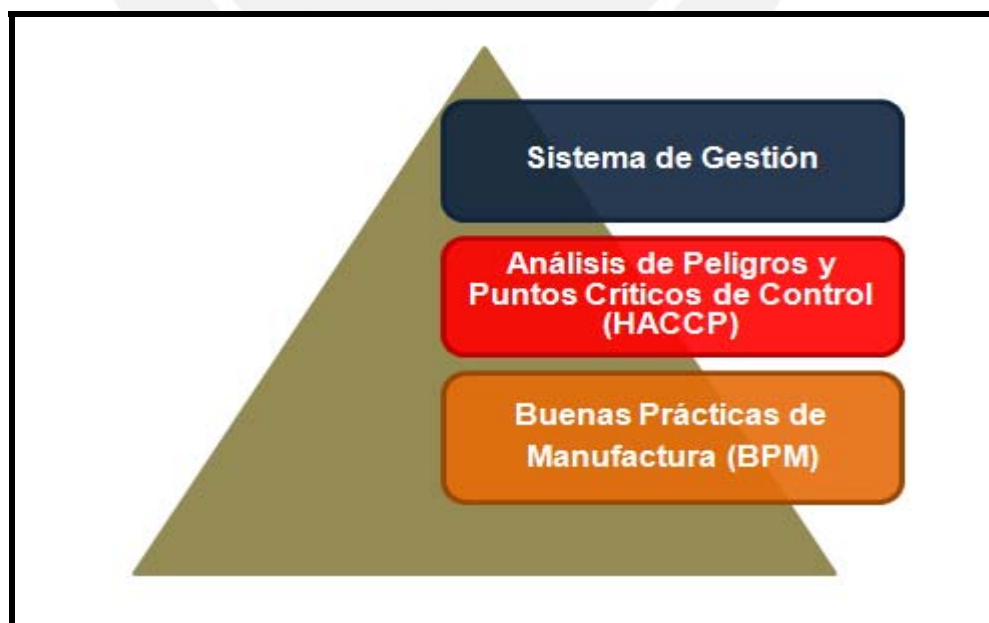 Sistema de Gestión
Análisis de Peligros y
Puntos Críticos de Control
(HACCP)
Buenas Prácticas de
Manufactura (BPM)